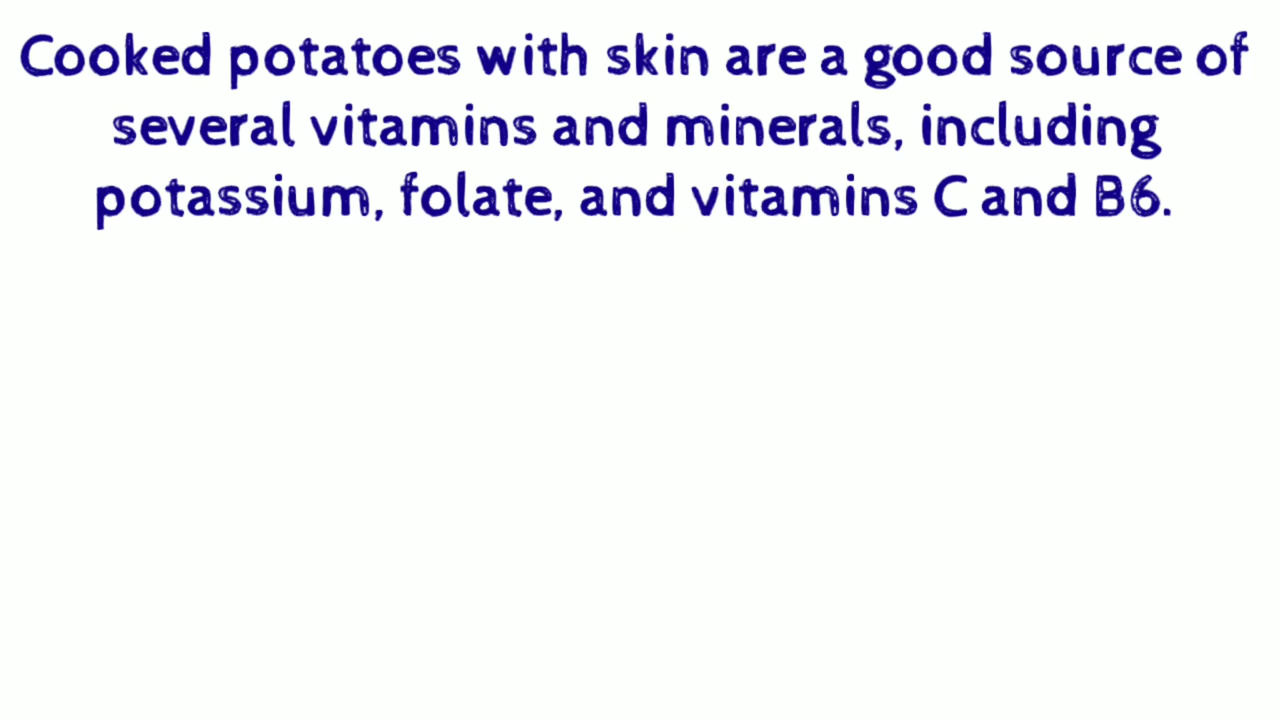 Cooked potatoes with skin are a good source of
several vitamins and minerals, including
potassium, folate, and vitamins C and B6.